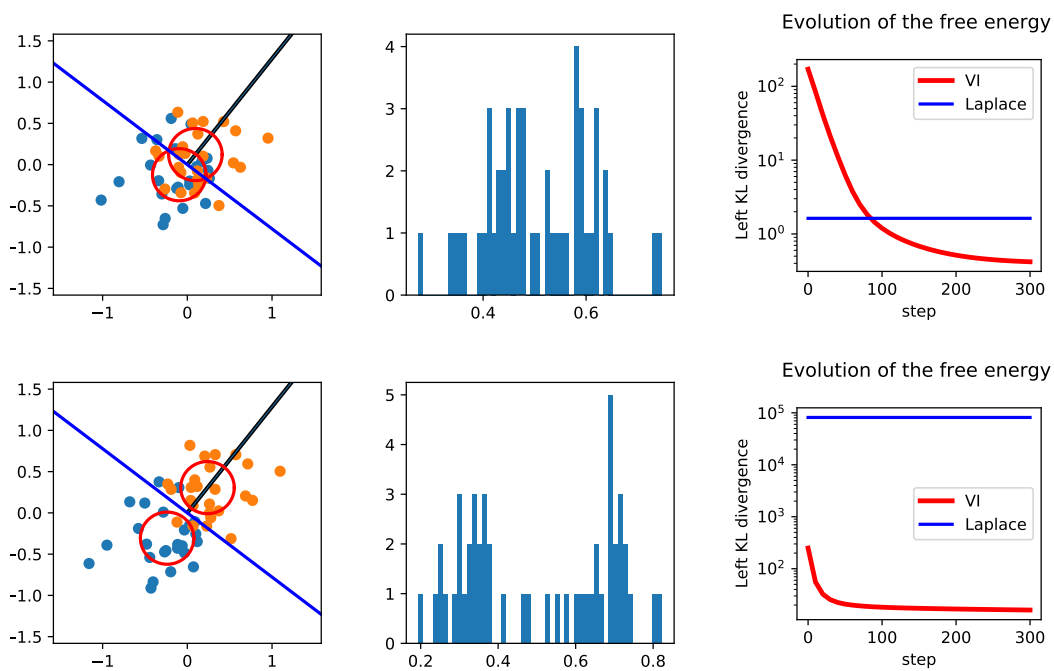 Evolution of the free energy
1.5
1.0
0.5
0.0
−0.5
−1.0
−1.5
−1 0 1
4
3
2
1
0
0.4 0.6
Left KL divergence
10²
10¹
10⁰
VI
Laplace
0 100 200 300
step
Evolution of the free energy
1.5
1.0
0.5
0.0
−0.5
−1.0
−1.5
−1 0 1
5
4
3
2
1
0
0.2 0.4 0.6 0.8
Left KL divergence
10⁵
10⁴
10³
10²
VI
Laplace
0 100 200 300
step